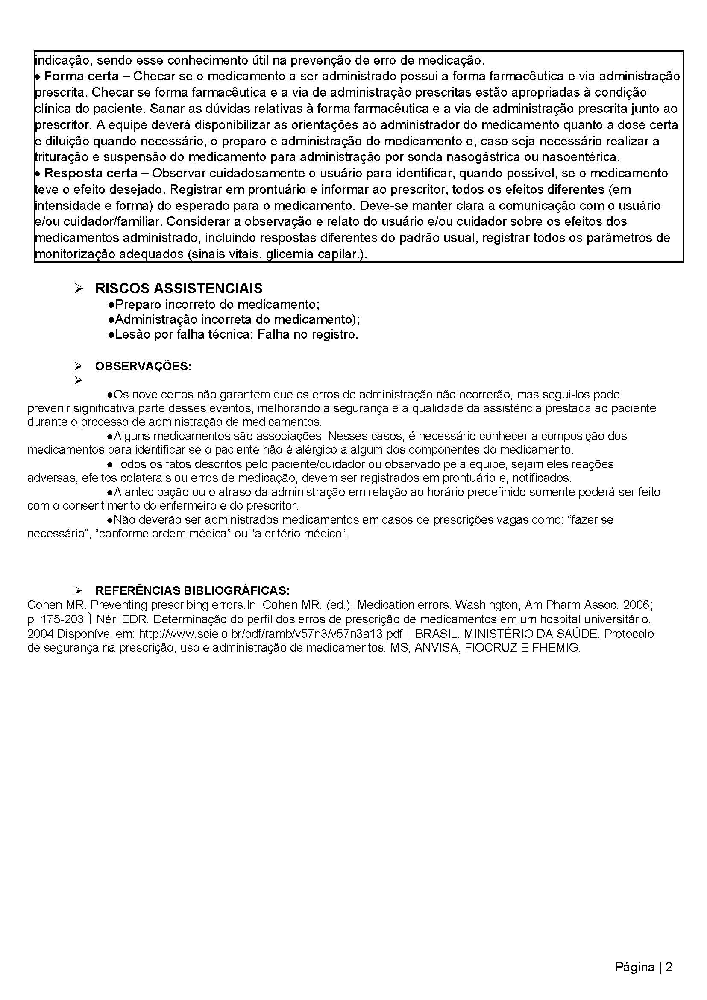 indicação, sendo esse conhecimento útil na prevenção de erro de medicação.
• Forma certa – Checar se o medicamento a ser administrado possui a forma farmacêutica e via administração
prescrita. Checar se forma farmacêutica e a via de administração prescritas estão apropriadas à condição
clínica do paciente. Sanar as dúvidas relativas à forma farmacêutica e a via de administração prescrita junto ao
prescritor. A equipe deverá disponibilizar as orientações ao administrador do medicamento quanto a dose certa
e diluição quando necessário, o preparo e administração do medicamento e, caso seja necessário realizar a
trituração e suspensão do medicamento para administração por sonda nasogástrica ou nasoentérica.
• Resposta certa – Observar cuidadosamente o usuário para identificar, quando possível, se o medicamento
teve o efeito desejado. Registrar em prontuário e informar ao prescritor, todos os efeitos diferentes (em
intensidade e forma) do esperado para o medicamento. Deve-se manter clara a comunicação com o usuário
e/ou cuidador/familiar. Considerar a observação e relato do usuário e/ou cuidador sobre os efeitos dos
medicamentos administrado, incluindo respostas diferentes do padrão usual, registrar todos os parâmetros de
monitorização adequados (sinais vitais, glicemia capilar.).
➢ RISCOS ASSISTENCIAIS
●Preparo incorreto do medicamento;
●Administração incorreta do medicamento);
●Lesão por falha técnica; Falha no registro.
➢ OBSERVAÇÕES:
➢
●Os nove certos não garantem que os erros de administração não ocorrerão, mas segui-los pode
prevenir significativa parte desses eventos, melhorando a segurança e a qualidade da assistência prestada ao paciente
durante o processo de administração de medicamentos.
●Alguns medicamentos são associações. Nesses casos, é necessário conhecer a composição dos
medicamentos para identificar se o paciente não é alérgico a algum dos componentes do medicamento.
●Todos os fatos descritos pelo paciente/cuidador ou observado pela equipe, sejam eles reações
adversas, efeitos colaterais ou erros de medicação, devem ser registrados em prontuário e, notificados.
●A antecipação ou o atraso da administração em relação ao horário predefinido somente poderá ser feito
com o consentimento do enfermeiro e do prescritor.
●Não deverão ser administrados medicamentos em casos de prescrições vagas como: “fazer se
necessário”, “conforme ordem médica” ou “a critério médico”.
➢ REFERÊNCIAS BIBLIOGRÁFICAS:
Cohen MR. Preventing prescribing errors.In: Cohen MR. (ed.). Medication errors. Washington, Am Pharm Assoc. 2006;
p. 175-203 ⎫ Néri EDR. Determinação do perfil dos erros de prescrição de medicamentos em um hospital universitário.
2004 Disponível em: http://www.scielo.br/pdf/ramb/v57n3/v57n3a13.pdf ⎫ BRASIL. MINISTÉRIO DA SAÚDE. Protocolo
de segurança na prescrição, uso e administração de medicamentos. MS, ANVISA, FIOCRUZ E FHEMIG.
Página | 2